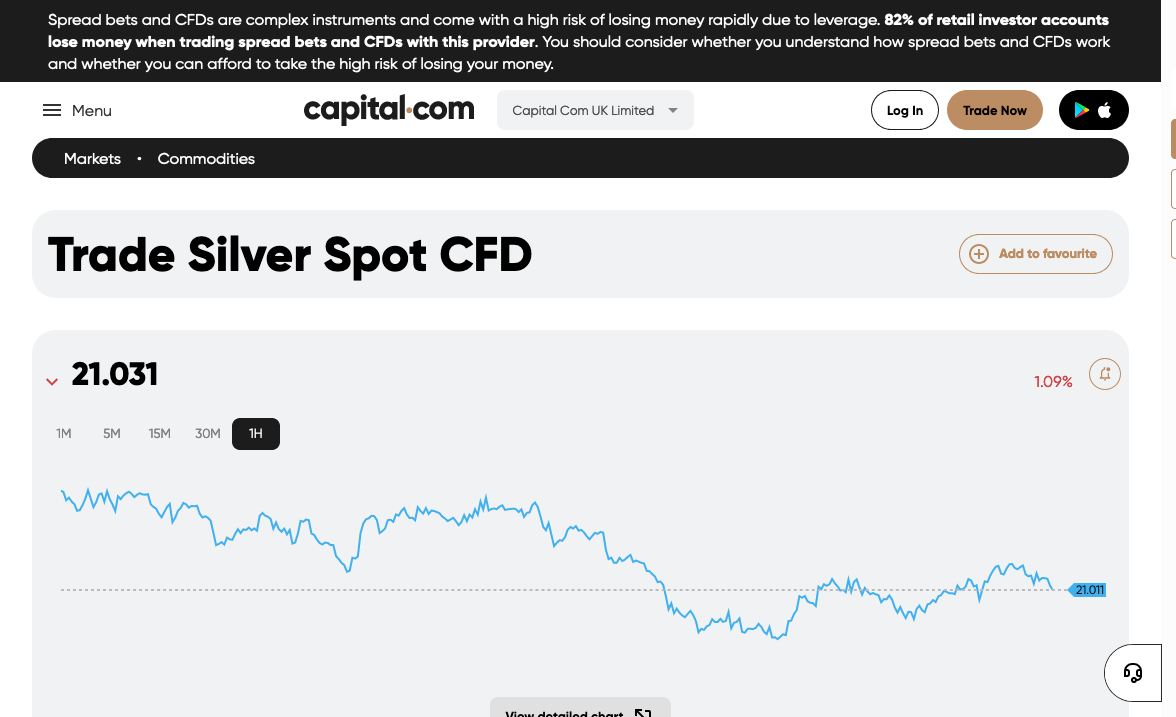 Spread bets and CFDs are complex instruments and come with a high risk of losing money rapidly due to leverage. 82% of retail investor accounts
lose money when trading spread bets and CFDs with this provider. You should consider whether you understand how spread bets and CFDs work
and whether you can afford to take the high risk of losing your money.
Menu
capital.com
Capital Com UK Limited
Log In
Trade Now
Markets • Commodities
Trade Silver Spot CFD
Add to favourite
21.031
1.09%
1M 5M 15M 30M 1H
21.011
View detailed chart